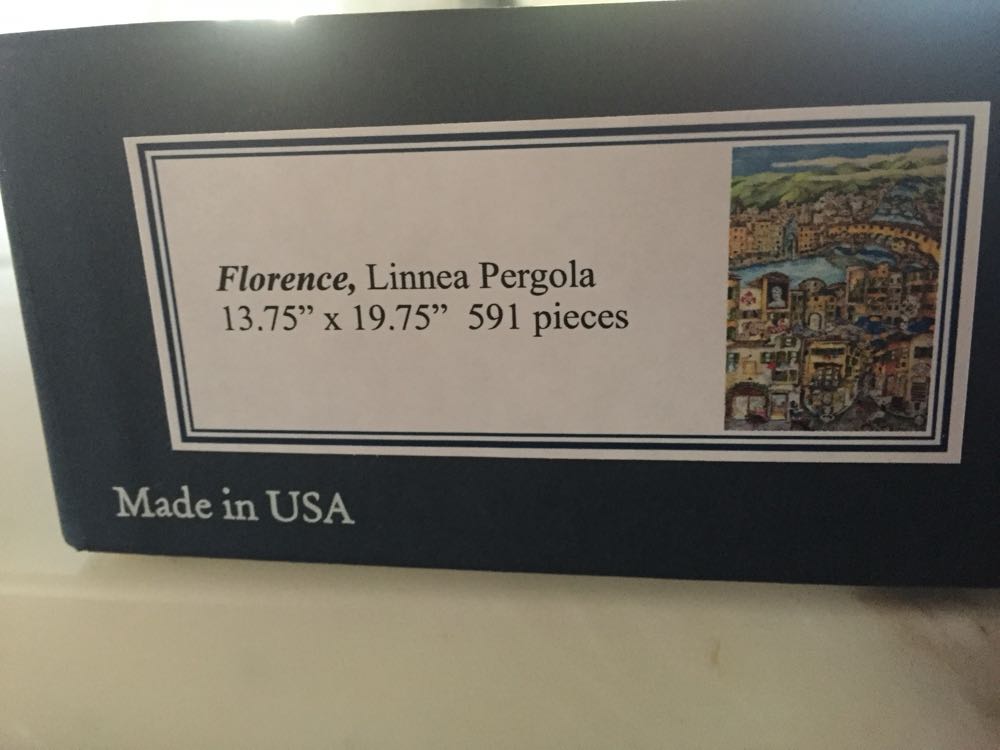 Florence, Linnea Pergola
13.75” x 19.75” 591 pieces
Made in USA